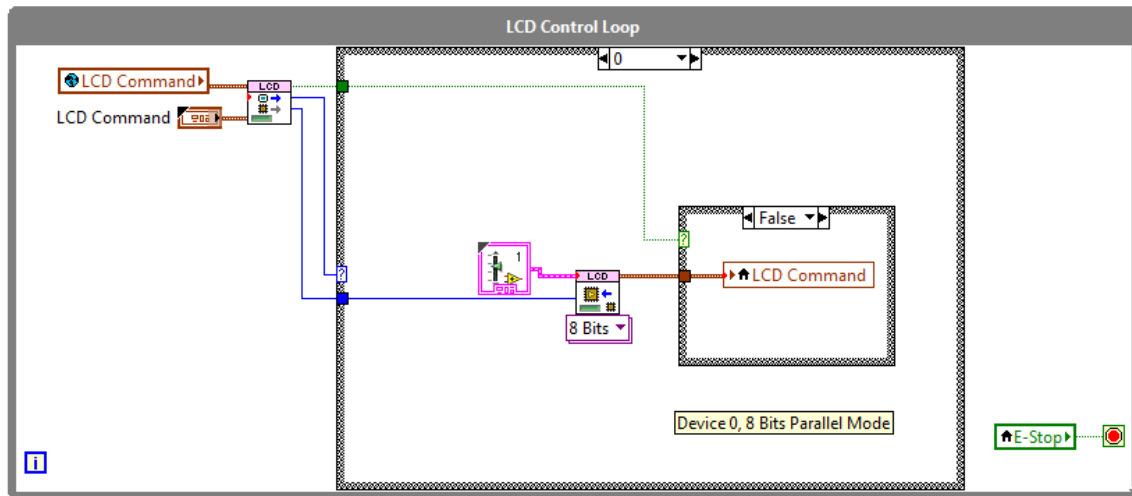 LCD Control Loop
0
LCD Command
LCD
LCD Command
False
1
LCD
LCD Command
8 Bits
Device 0, 8 Bits Parallel Mode
E-Stop
i